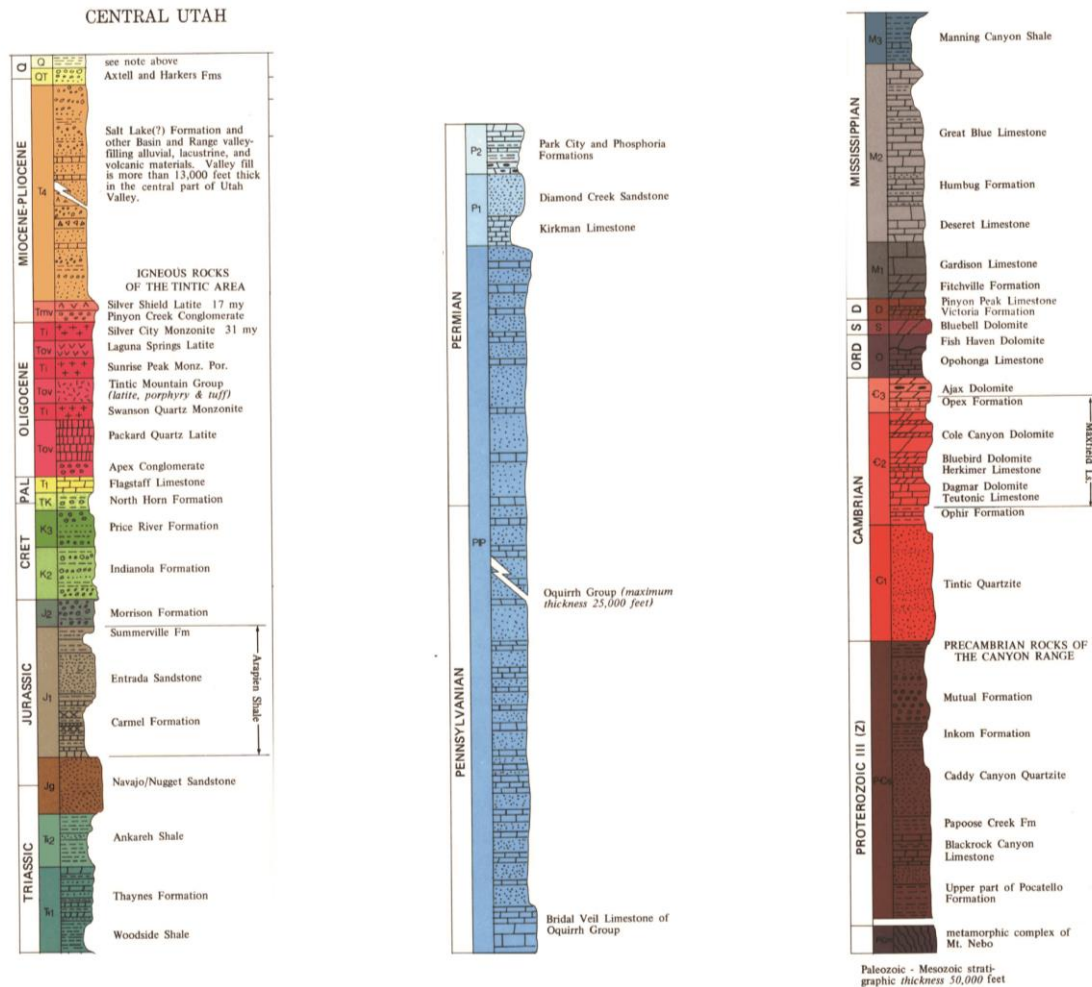 CENTRAL UTAH
Q
Q
see note above
QT
Axtell and Harkers Fms
MIOCENE-PLIOCENE
T4
Salt Lake(?) Formation and
other Basin and Range valley-
filling alluvial, lacustrine, and
volcanic materials. Valley fill
is more than 13,000 feet thick
in the central part of Utah
Valley.
IGNEOUS ROCKS
OF THE TINTIC AREA
Tmv
Silver Shield Latite 17 my
Pinyon Creek Conglomerate
OLIGOCENE
Ti
Silver City Monzonite 31 my
Tov
Laguna Springs Latite
Ti
Sunrise Peak Monz. Por.
Tov
Tintic Mountain Group
(latite, porphyry & tuff)
Ti
Swanson Quartz Monzonite
Tov
Packard Quartz Latite
Apex Conglomerate
PAL
T1
Flagstaff Limestone
TK
North Horn Formation
CRET
K3
Price River Formation
K2
Indianola Formation
JURASSIC
J2
Morrison Formation
Summerville Fm
J1
Entrada Sandstone
Arapien Shale
Carmel Formation
Jg
Navajo/Nugget Sandstone
TRIASSIC
Ꭲ2
Ankareh Shale
Ꭲ1
Thaynes Formation
Woodside Shale
PERMIAN
P2
Park City and Phosphoria
Formations
P1
Diamond Creek Sandstone
Kirkman Limestone
PENNSYLVANIAN
PIP
Oquirrh Group (maximum
thickness 25,000 feet)
Bridal Veil Limestone of
Oquirrh Group
MISSISSIPPIAN
M3
Manning Canyon Shale
M2
Great Blue Limestone
Humbug Formation
Deseret Limestone
M1
Gardison Limestone
Fitchville Formation
D
D
Pinyon Peak Limestone
Victoria Formation
S
S
Bluebell Dolomite
ORD
O
Fish Haven Dolomite
Opohonga Limestone
CAMBRIAN
Є3
Ajax Dolomite
Opex Formation
Є2
Cole Canyon Dolomite
Maxfield Ls
Bluebird Dolomite
Herkimer Limestone
Dagmar Dolomite
Teutonic Limestone
Ophir Formation
Є1
Tintic Quartzite
PROTEROZOIC III (Z)
PRECAMBRIAN ROCKS OF
THE CANYON RANGE
Mutual Formation
Inkom Formation
Caddy Canyon Quartzite
Papoose Creek Fm
Blackrock Canyon
Limestone
Upper part of Pocatello
Formation
metamorphic complex of
Mt. Nebo
Paleozoic - Mesozoic strati-
graphic thickness 50,000 feet